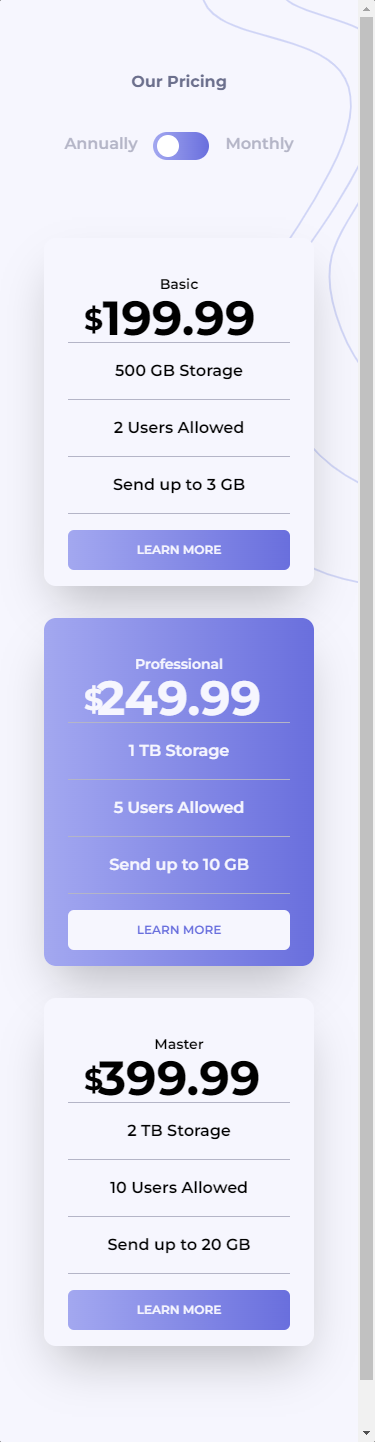 Our Pricing
Annually Monthly
Basic
$199.99
500 GB Storage
2 Users Allowed
Send up to 3 GB
LEARN MORE
Professional
$249.99
1 TB Storage
5 Users Allowed
Send up to 10 GB
LEARN MORE
Master
$399.99
2 TB Storage
10 Users Allowed
Send up to 20 GB
LEARN MORE